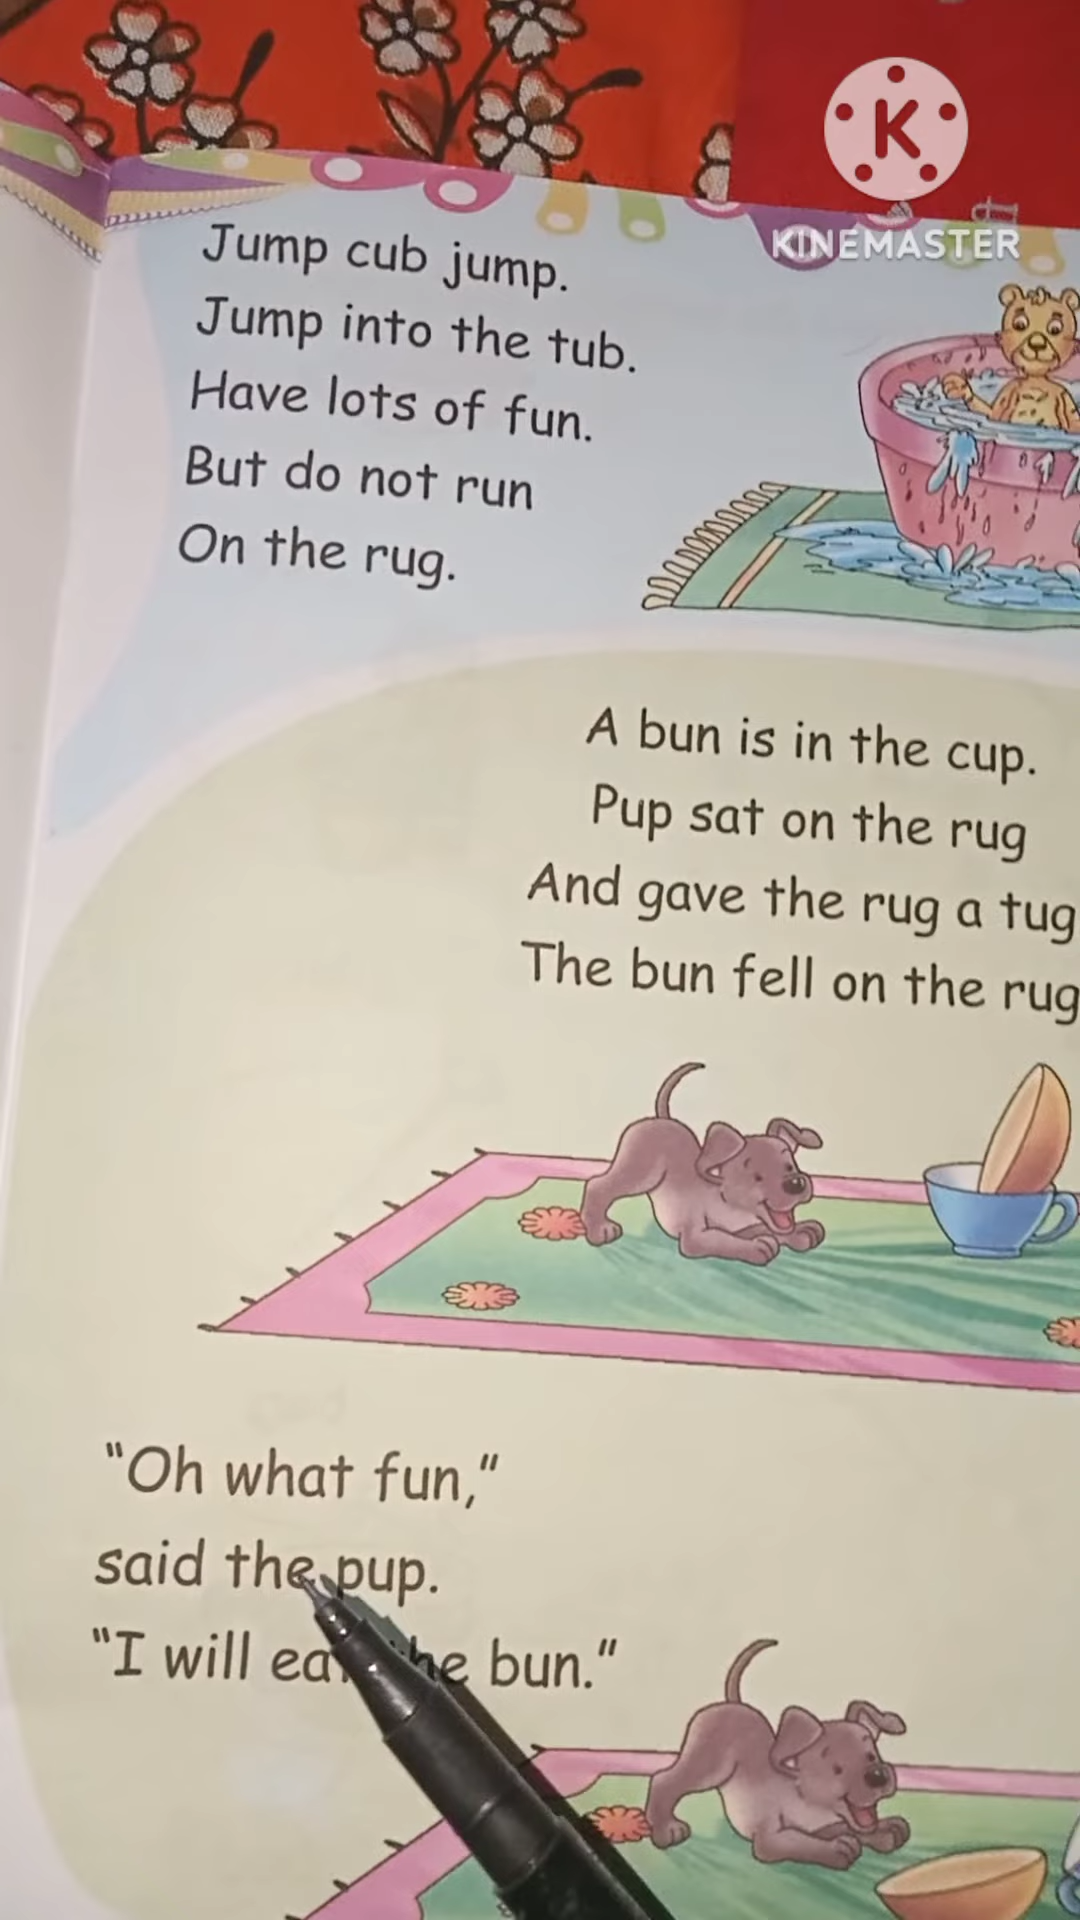 K
KINEMASTER
Jump cub jump.
Jump into the tub.
Have lots of fun.
But do not run
On the rug.
A bun is in the cup.
Pup sat on the rug
And gave the rug a tug
The bun fell on the rug
"Oh what fun,"
said the pup.
"I will eat the bun."